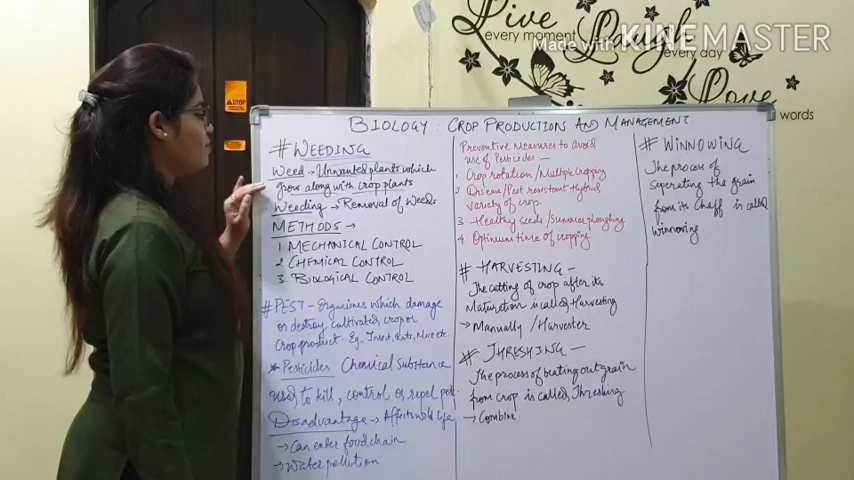 Live
every moment
Laugh
every day
Love
words
Made with KINEMASTER
STOP
BIOLOGY : CROP PRODUCTION AND MANAGEMENT
# WEEDING
Weed → Unwanted plants which
grow along with crop plants
Weeding → Removal of Weeds.
METHODS →
1. MECHANICAL CONTROL
2. CHEMICAL CONTROL
3. BIOLOGICAL CONTROL
# PEST - Organisms which damage
or destroy cultivated crop or
crop product. Eg. Insect, Rats, Mice etc.
* Pesticides Chemical Substance
used to kill, control or repel pest
Disadvantage → Affects wild life
→ Can enter food chain
→ Water pollution
Preventive Measures to avoid
use of Pesticides -
1 Crop rotation/Multiple cropping
2 Disease/Pest resistant Hybrid
variety of crop.
3 Healthy seeds/Summer ploughing
4. Optimum time of cropping
# HARVESTING -
The cutting of crop after its
Maturation is called Harvesting
→ Manually / Harvester
# THRESHING -
The process of beating out grain
from crop is called Threshing
→ Combine
# WINNOWING
The process of
seperating the grain
from its chaff is called
winnowing